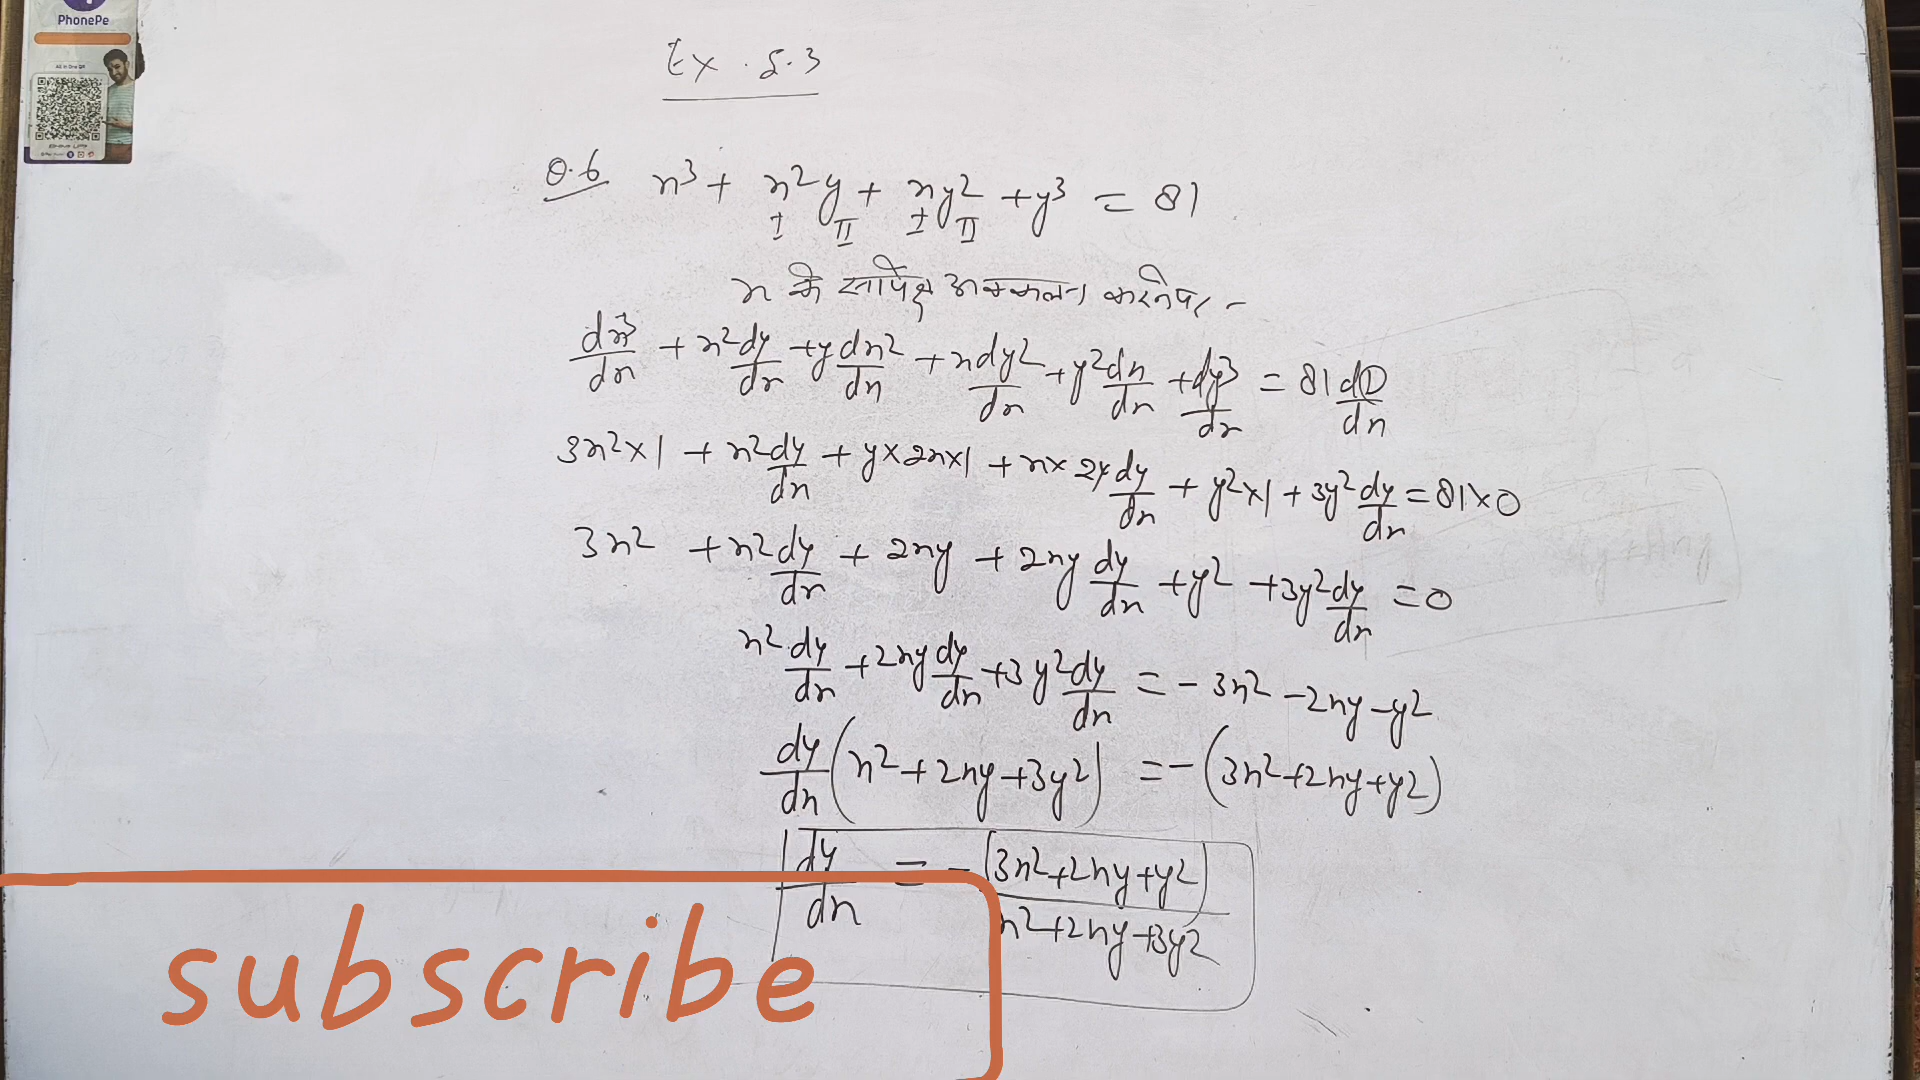 PhonePe
Ex. 5.3
Q.6 x³ + x²y + xy² + y³ = 81
I II I II
x के सापेक्ष अवकलन करने पर -
dx³/dx + x² dy/dx + y dx²/dx + x dy²/dx + y² dx/dx + dy³/dx = 81 d(1)/dx
3x²×1 + x² dy/dx + y×2x×1 + x×2y dy/dx + y²×1 + 3y² dy/dx = 81×0
3x² + x² dy/dx + 2xy + 2xy dy/dx + y² + 3y² dy/dx = 0
x² dy/dx + 2xy dy/dx + 3y² dy/dx = -3x² - 2xy - y²
dy/dx (x² + 2xy + 3y²) = -(3x² + 2xy + y²)
dy/dx = -(3x² + 2xy + y²)/x² + 2xy + 3y²
subscribe